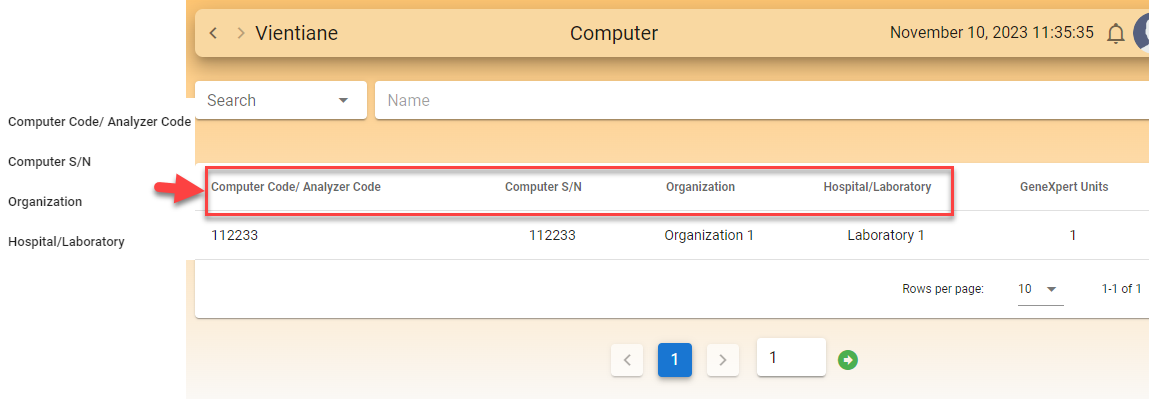 Vientiane Computer November 10, 2023 11:35:35
Search Name
Computer Code/ Analyzer Code
Computer S/N
Organization
Hospital/Laboratory
Computer Code/ Analyzer Code Computer S/N Organization Hospital/Laboratory GeneXpert Units
112233 112233 Organization 1 Laboratory 1 1
Rows per page: 10 1-1 of 1
1 1